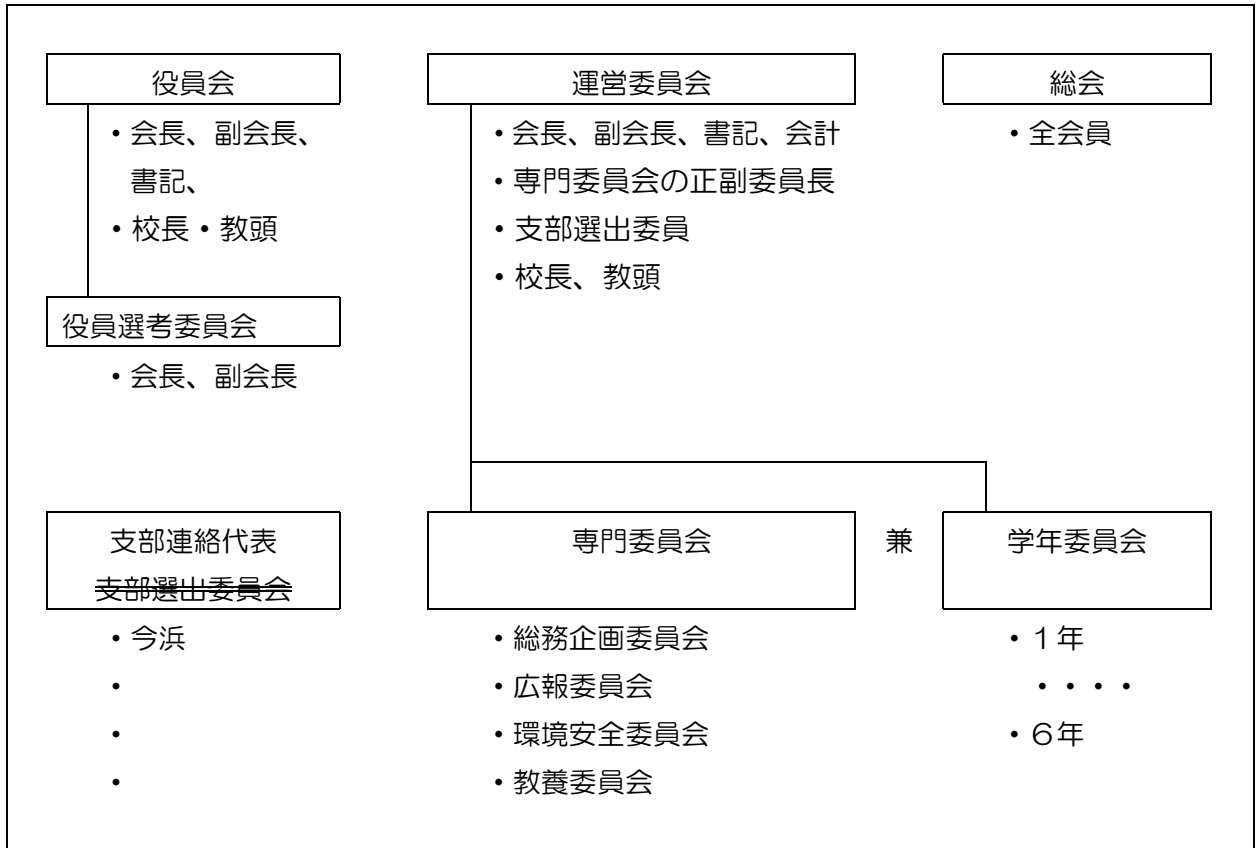 役員会
・会長、副会長、
書記、
・校長・教頭
役員選考委員会
・会長、副会長
運営委員会
・会長、副会長、書記、会計
・専門委員会の正副委員長
・支部選出委員
・校長、教頭
総会
・全会員
支部連絡代表
支部選出委員会
・今浜
・
・
・
専門委員会
・総務企画委員会
・広報委員会
・環境安全委員会
・教養委員会
兼
学年委員会
・１年
・・・・
・６年